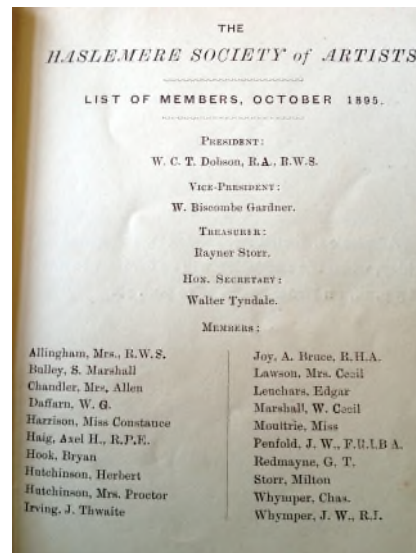 THE
HASLEMERE SOCIETY of ARTISTS
LIST OF MEMBERS, OCTOBER 1895.
PRESIDENT:
W. C. T. Dobson, R.A., R.W.S.
VICE-PRESIDENT:
W. Biscombe Gardner.
TREASURER:
Rayner Storr.
HON. SECRETARY:
Walter Tyndale.
MEMBERS:
Allingham, Mrs., R.W.S.
Bulley, S. Marshall
Chandler, Mrs. Allen
Daffarn, W. G.
Harrison, Miss Constance
Haig, Axel H., R.P.E.
Hook, Bryan
Hutchinson, Herbert
Hutchinson, Mrs. Proctor
Irving, J. Thwaite
Joy, A. Bruce, R.H.A.
Lawson, Mrs. Cecil
Leuchars, Edgar
Marshall, W. Cecil
Moultrie, Miss
Penfold, J. W., F.R.I.B A.
Redmayne, G. T.
Storr, Milton
Whymper, Chas.
Whymper, J. W., R.I.